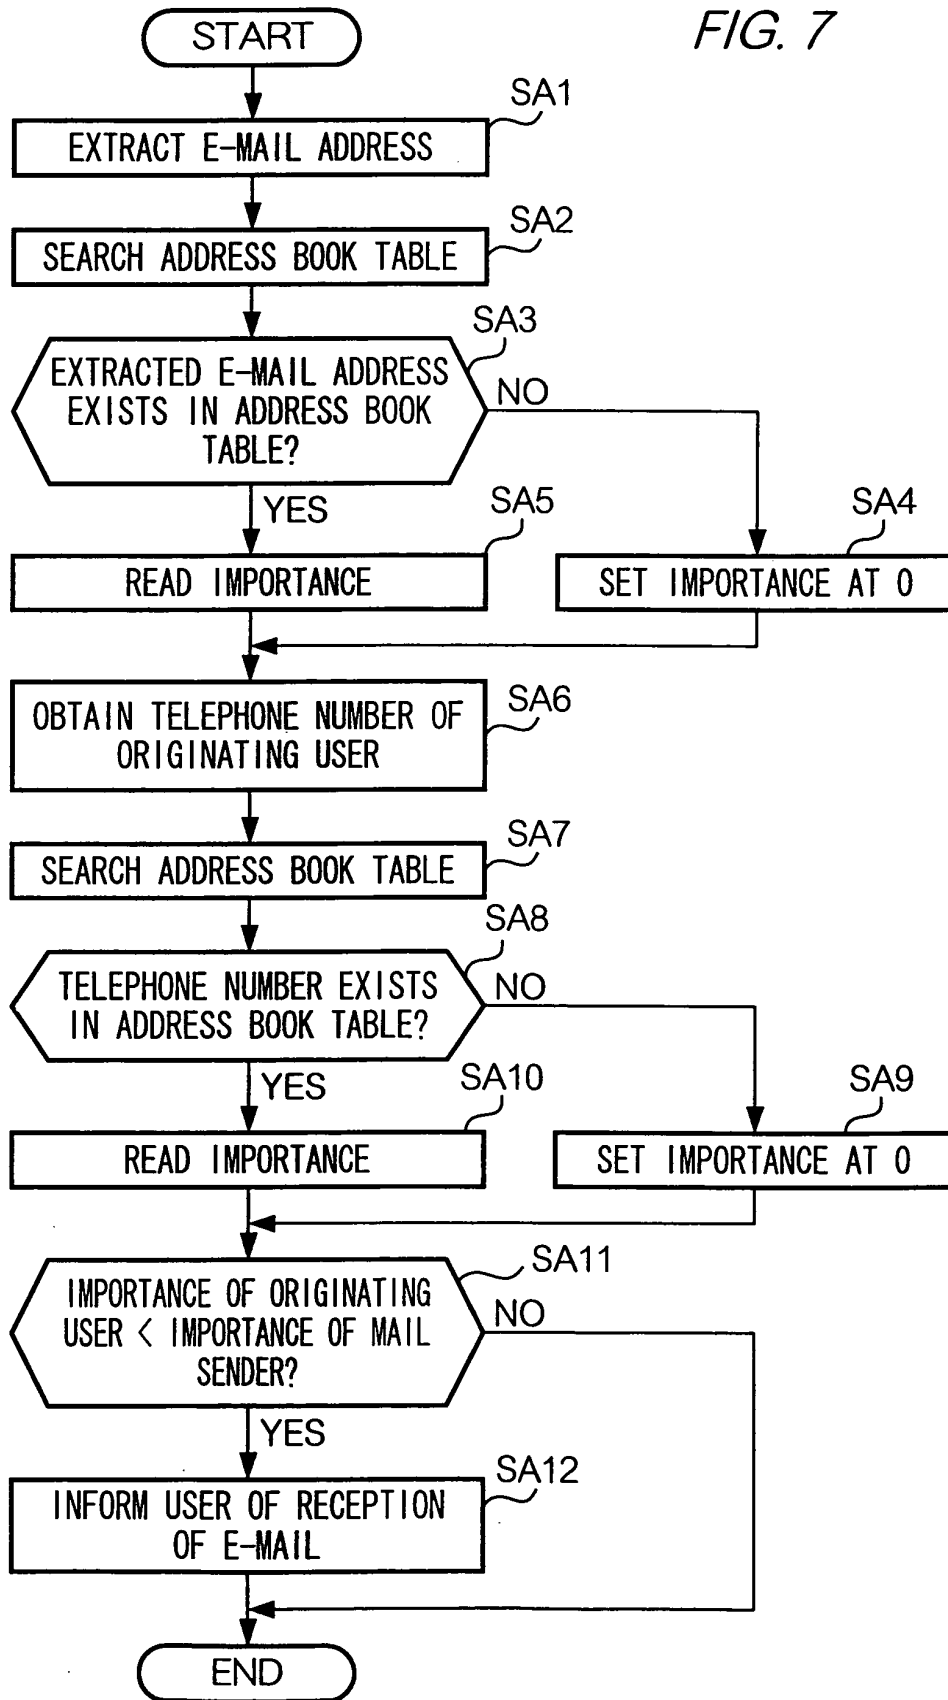 START
FIG. 7
SA1
EXTRACT E-MAIL ADDRESS
SA2
SEARCH ADDRESS BOOK TABLE
SA3
EXTRACTED E-MAIL ADDRESS
EXISTS IN ADDRESS BOOK
TABLE?
NO
YES
SA5
SA4
READ IMPORTANCE
SET IMPORTANCE AT 0
SA6
OBTAIN TELEPHONE NUMBER OF
ORIGINATING USER
SA7
SEARCH ADDRESS BOOK TABLE
SA8
TELEPHONE NUMBER EXISTS
IN ADDRESS BOOK TABLE?
NO
YES
SA10
SA9
READ IMPORTANCE
SET IMPORTANCE AT 0
SA11
IMPORTANCE OF ORIGINATING
USER < IMPORTANCE OF MAIL
SENDER?
NO
YES
SA12
INFORM USER OF RECEPTION
OF E-MAIL
END